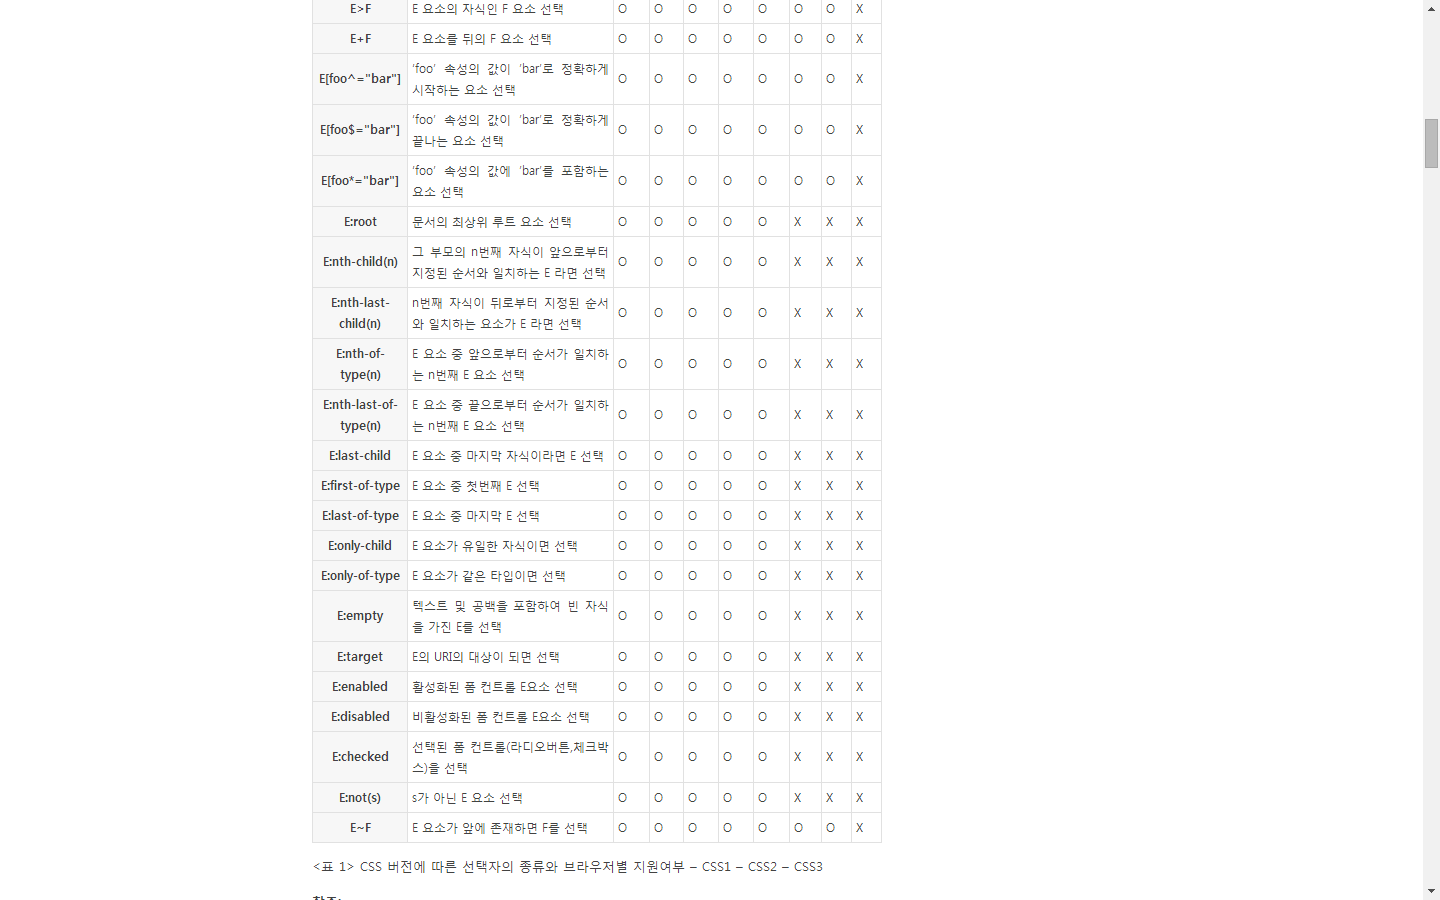 E>F E 요소의 자식인 F 요소 선택 O O O O O O O X
E+F E 요소를 뒤의 F 요소 선택 O O O O O O O X
E[foo^="bar"] 'foo' 속성의 값이 'bar'로 정확하게
시작하는 요소 선택 O O O O O O O X
E[foo$="bar"] 'foo' 속성의 값이 'bar'로 정확하게
끝나는 요소 선택 O O O O O O O X
E[foo*="bar"] 'foo' 속성의 값에 'bar'를 포함하는
요소 선택 O O O O O O O X
E:root 문서의 최상위 루트 요소 선택 O O O O O X X X
E:nth-child(n) 그 부모의 n번째 자식이 앞으로부터
지정된 순서와 일치하는 E 라면 선택 O O O O O X X X
E:nth-last- n번째 자식이 뒤로부터 지정된 순서
child(n) 와 일치하는 요소가 E 라면 선택 O O O O O X X X
E:nth-of- E 요소 중 앞으로부터 순서가 일치하
type(n) 는 n번째 E 요소 선택 O O O O O X X X
E:nth-last-of- E 요소 중 끝으로부터 순서가 일치하
type(n) 는 n번째 E 요소 선택 O O O O O X X X
E:last-child E 요소 중 마지막 자식이라면 E 선택 O O O O O X X X
E:first-of-type E 요소 중 첫번째 E 선택 O O O O O X X X
E:last-of-type E 요소 중 마지막 E 선택 O O O O O X X X
E:only-child E 요소가 유일한 자식이면 선택 O O O O O X X X
E:only-of-type E 요소가 같은 타입이면 선택 O O O O O X X X
E:empty 텍스트 및 공백을 포함하여 빈 자식
을 가진 E를 선택 O O O O O X X X
E:target E의 URI의 대상이 되면 선택 O O O O O X X X
E:enabled 활성화된 폼 컨트롤 E요소 선택 O O O O O X X X
E:disabled 비활성화된 폼 컨트롤 E요소 선택 O O O O O X X X
E:checked 선택된 폼 컨트롤(라디오버튼,체크박
스)을 선택 O O O O O X X X
E:not(s) s가 아닌 E 요소 선택 O O O O O X X X
E~F E 요소가 앞에 존재하면 F를 선택 O O O O O O O X
<표 1> CSS 버전에 따른 선택자의 종류와 브라우저별 지원여부 – CSS1 – CSS2 – CSS3